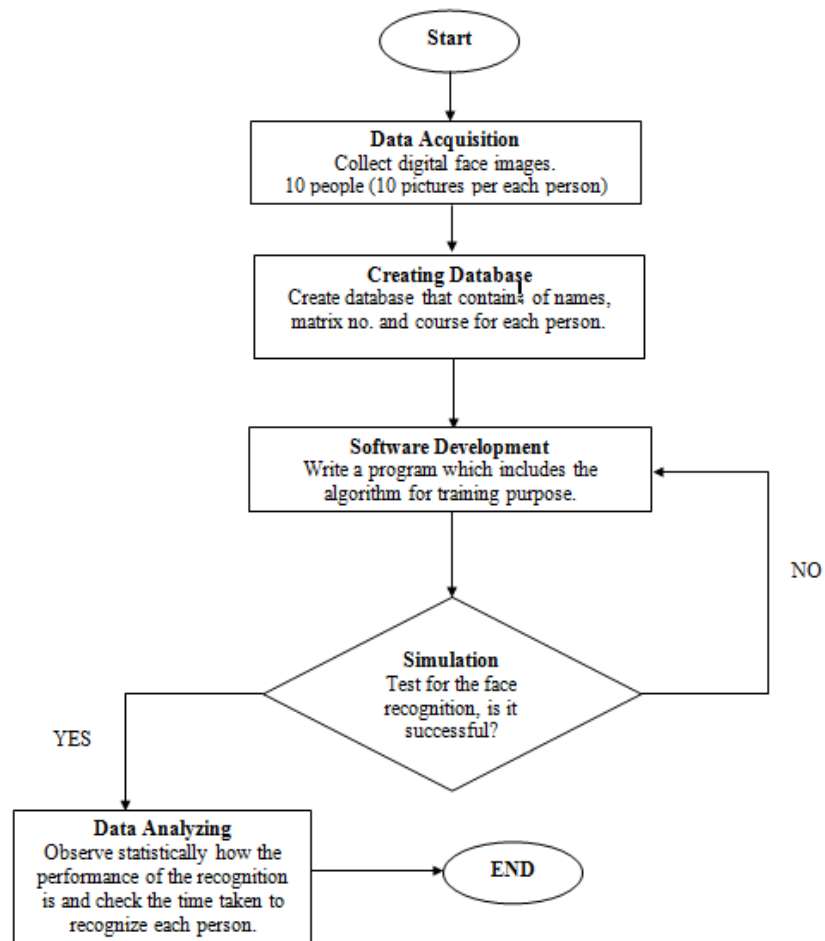 Start
Data Acquisition
Collect digital face images.
10 people (10 pictures per each person)
Creating Database
Create database that contains of names,
matrix no. and course for each person.
Software Development
Write a program which includes the
algorithm for training purpose.
NO
Simulation
Test for the face
recognition, is it
successful?
YES
Data Analyzing
Observe statistically how the
performance of the recognition
is and check the time taken to
recognize each person.
END